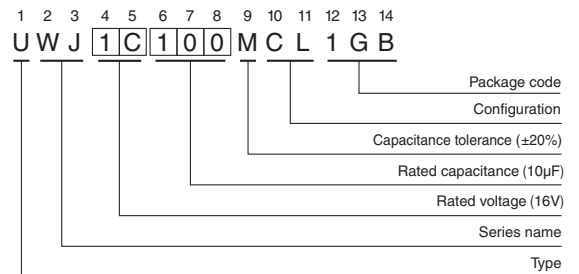 1 2 3 4 5 6 7 8 9 10 11 12 13 14
U W J 1 C 1 0 0 M C L 1 G B
Package code
Configuration
Capacitance tolerance (±20%)
Rated capacitance (10µF)
Rated voltage (16V)
Series name
Type